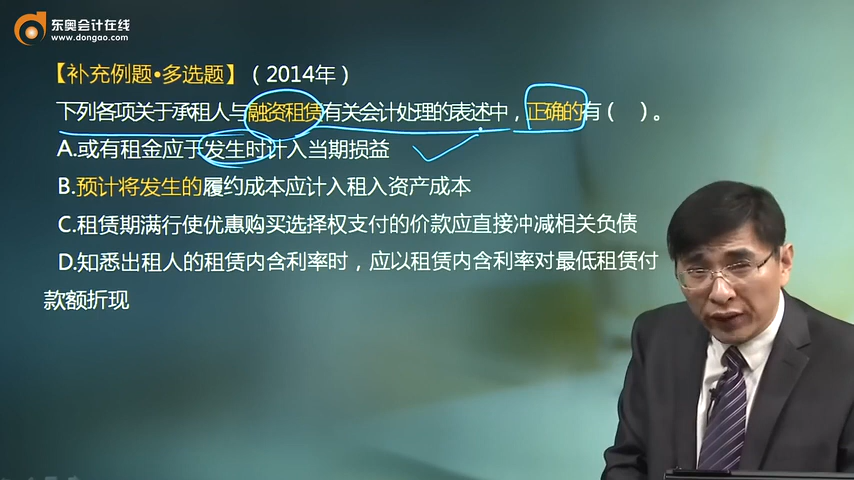 东奥会计在线
www.dongao.com
【补充例题•多选题】（2014年）
下列各项关于承租人与融资租赁有关会计处理的表述中，正确的有（　）。
A.或有租金应于发生时计入当期损益
B.预计将发生的履约成本应计入租入资产成本
C.租赁期满行使优惠购买选择权支付的价款应直接冲减相关负债
D.知悉出租人的租赁内含利率时，应以租赁内含利率对最低租赁付
款额折现